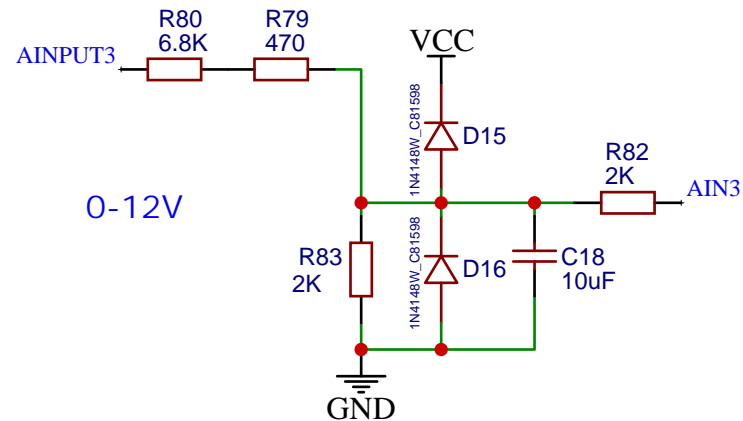 R80
6.8K
R79
470
AINPUT3
VCC
1N4148W_C81598
D15
R82
2K
AIN3
0-12V
R83
2K
1N4148W_C81598
D16
C18
10uF
GND